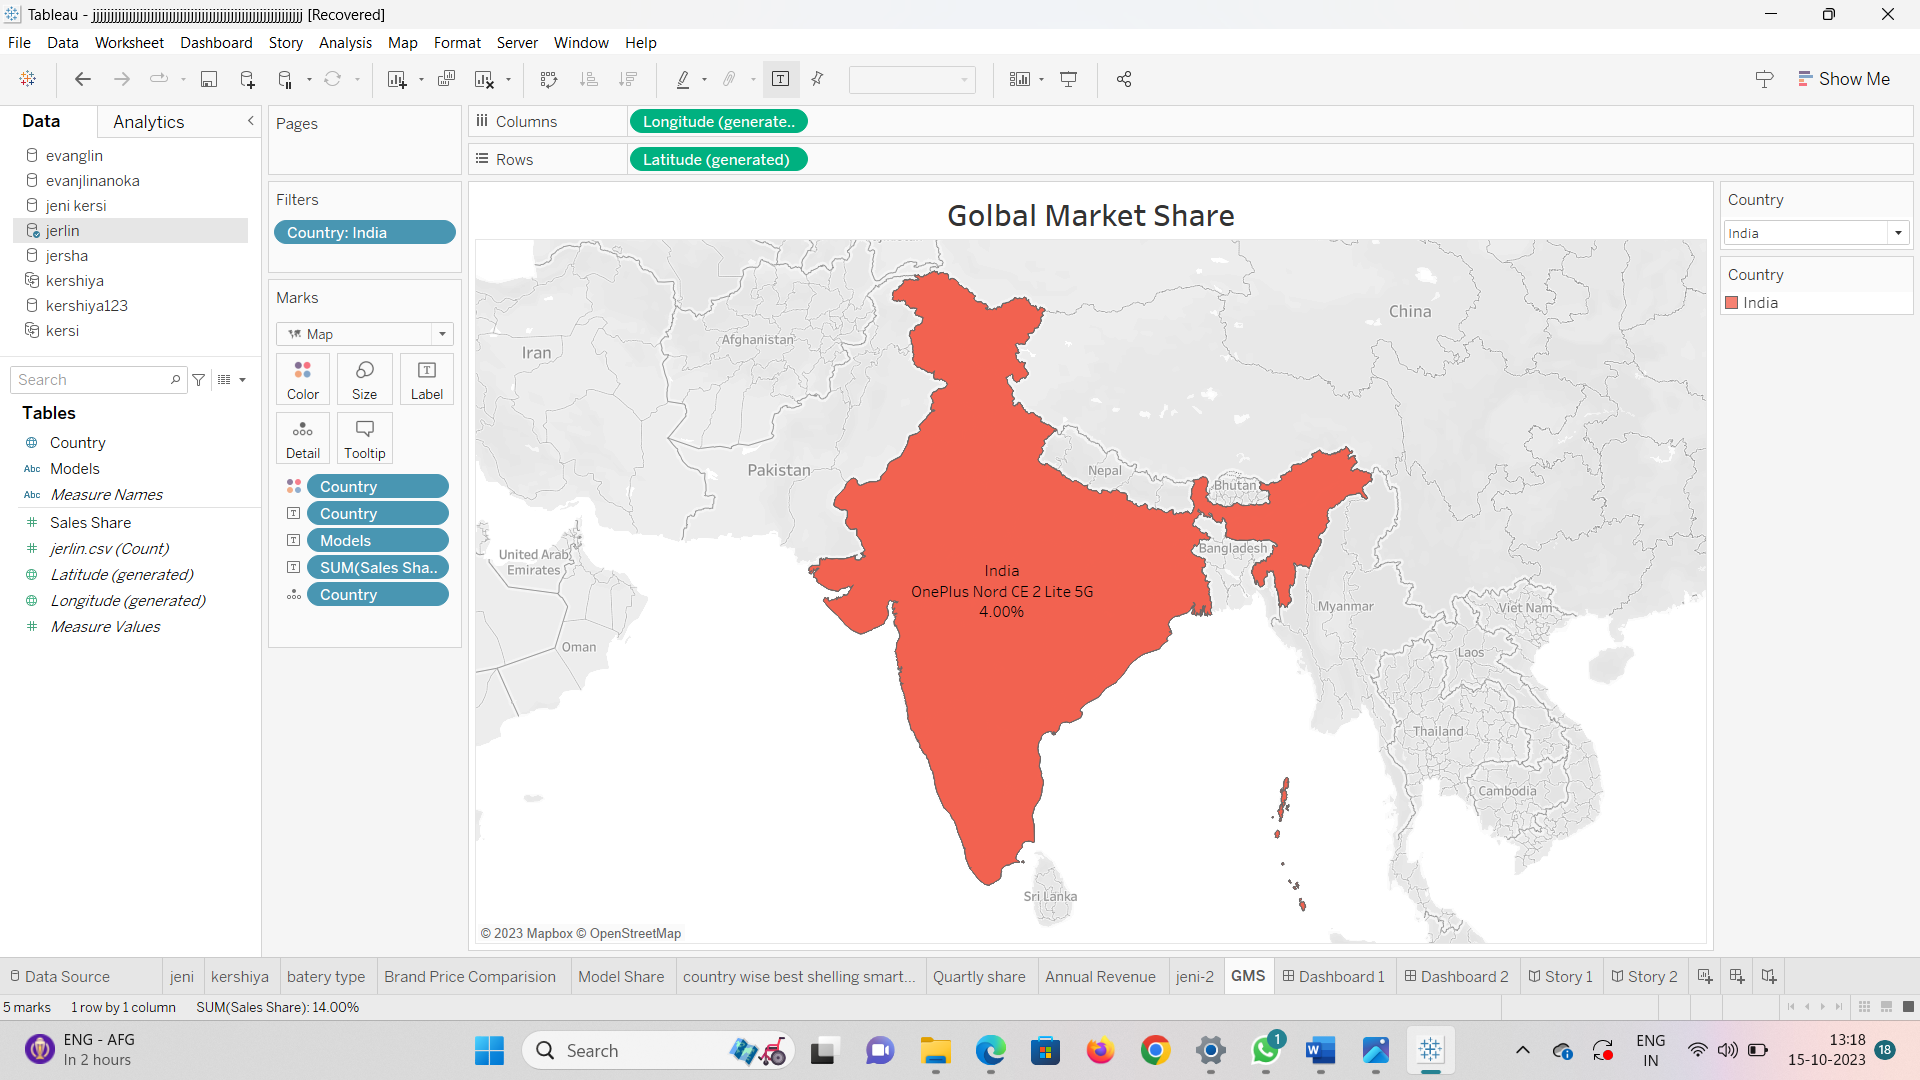 Tableau - jjjjjjjjjjjjjjjjjjjjjjjjjjjjjjjjjjjjjjjjjjjjjjjjjjjjjjjjjj [Recovered]
File Data Worksheet Dashboard Story Analysis Map Format Server Window Help
Show Me
Data Analytics
evanglin
evanjlinanoka
jeni kersi
jerlin
jersha
kershiya
kershiya123
kersi
Search
Tables
Country
Abc Models
Abc Measure Names
Sales Share
jerlin.csv (Count)
Latitude (generated)
Longitude (generated)
Measure Values
Pages
Filters
Country: India
Marks
Map
Color Size Label
Detail Tooltip
Country
Country
Models
SUM(Sales Sha..
Country
Columns Longitude (generate..
Rows Latitude (generated)
Golbal Market Share
China
Iran
Afghanistan
Pakistan
Nepal
Bhutan
Bangladesh
United Arab
Emirates
Oman
Myanmar
Viet Nam
Laos
Thailand
Cambodia
Sri Lanka
India
OnePlus Nord CE 2 Lite 5G
4.00%
© 2023 Mapbox © OpenStreetMap
Country
India
Country
India
Data Source jeni kershiya batery type Brand Price Comparision Model Share country wise best shelling smart... Quartly share Annual Revenue jeni-2 GMS Dashboard 1 Dashboard 2 Story 1 Story 2
5 marks 1 row by 1 column SUM(Sales Share): 14.00%
ENG - AFG
In 2 hours
Search
1
ENG
IN
13:18
15-10-2023
18